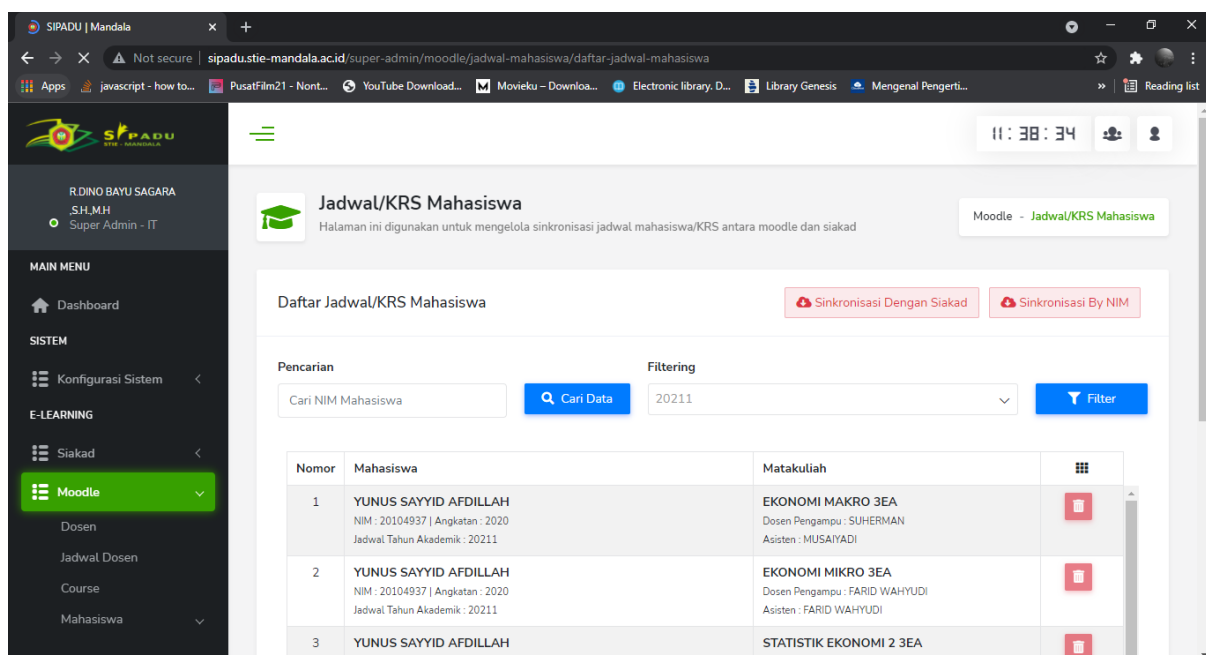 SIPADU | Mandala
Not secure | sipadu.stie-mandala.ac.id/super-admin/moodle/jadwal-mahasiswa/daftar-jadwal-mahasiswa
Apps javascript - how to... PusatFilm21 - Nont... YouTube Download... Movieku – Downloa... Electronic library. D... Library Genesis Mengenal Pengerti... » Reading list
SIPADU
STIE - MANDALA
11:38:34
R.DINO BAYU SAGARA
,S.H.,M.H
Super Admin - IT
Jadwal/KRS Mahasiswa
Halaman ini digunakan untuk mengelola sinkronisasi jadwal mahasiswa/KRS antara moodle dan siakad
Moodle - Jadwal/KRS Mahasiswa
MAIN MENU
Dashboard
SISTEM
Konfigurasi Sistem
E-LEARNING
Siakad
Moodle
Dosen
Jadwal Dosen
Course
Mahasiswa
Daftar Jadwal/KRS Mahasiswa
Sinkronisasi Dengan Siakad
Sinkronisasi By NIM
Pencarian
Cari NIM Mahasiswa
Cari Data
Filtering
20211
Filter
Nomor Mahasiswa Matakuliah
1 YUNUS SAYYID AFDILLAH EKONOMI MAKRO 3EA
NIM : 20104937 | Angkatan : 2020 Dosen Pengampu : SUHERMAN
Jadwal Tahun Akademik : 20211 Asisten : MUSAIYADI
2 YUNUS SAYYID AFDILLAH EKONOMI MIKRO 3EA
NIM : 20104937 | Angkatan : 2020 Dosen Pengampu : FARID WAHYUDI
Jadwal Tahun Akademik : 20211 Asisten : FARID WAHYUDI
3 YUNUS SAYYID AFDILLAH STATISTIK EKONOMI 2 3EA